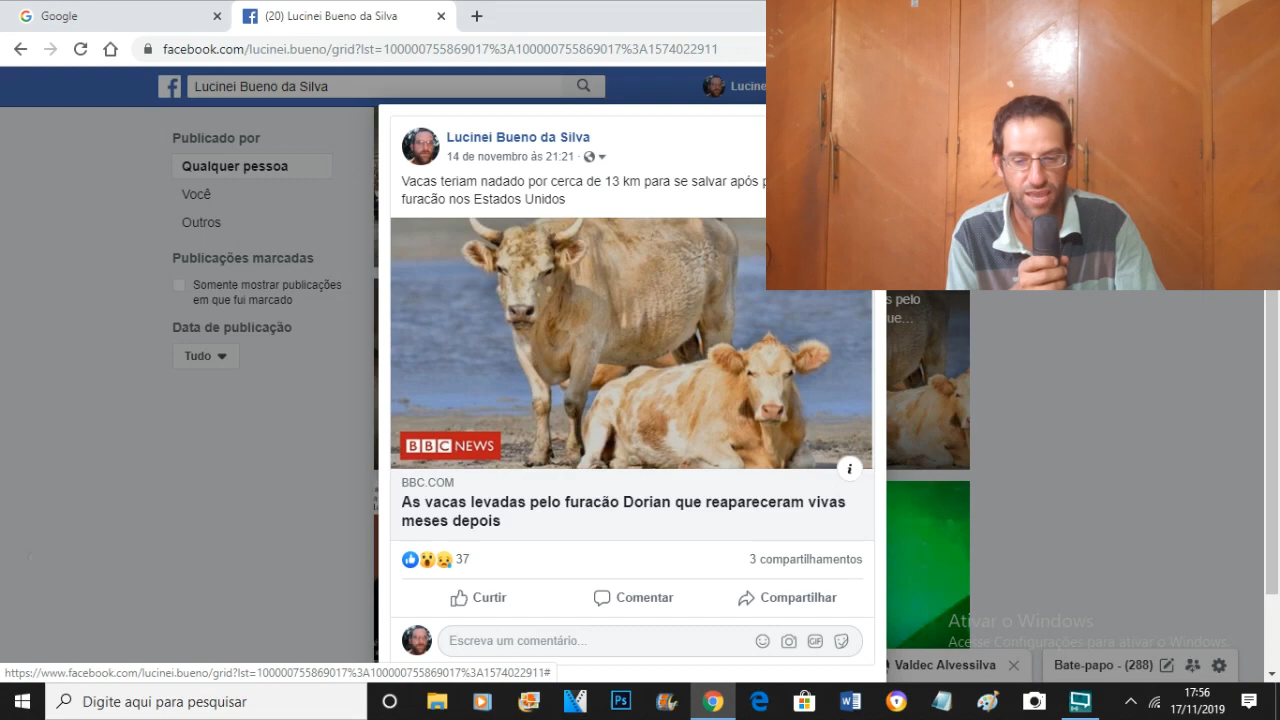 Google
(20) Lucinei Bueno da Silva
facebook.com/lucinei.bueno/grid?lst=100000755869017%3A100000755869017%3A1574022911
Lucinei Bueno da Silva
Lucine
Publicado por
Qualquer pessoa
Você
Outros
Publicações marcadas
Somente mostrar publicações
em que fui marcado
Data de publicação
Tudo
Lucinei Bueno da Silva
14 de novembro às 21:21
Vacas teriam nadado por cerca de 13 km para se salvar após p
furacão nos Estados Unidos
s pelo
ue...
BBC NEWS
BBC.COM
As vacas levadas pelo furacão Dorian que reapareceram vivas
meses depois
37
3 compartilhamentos
Curtir
Comentar
Compartilhar
Escreva um comentário...
GIF
Ativar o Windows
Acesse Configurações para ativar o Windows.
Valdec Alvessilva
Bate-papo - (288)
https://www.facebook.com/lucinei.bueno/grid?lst=100000755869017%3A100000755869017%3A1574022911#
Digite aqui para pesquisar
Ps
17:56
17/11/2019